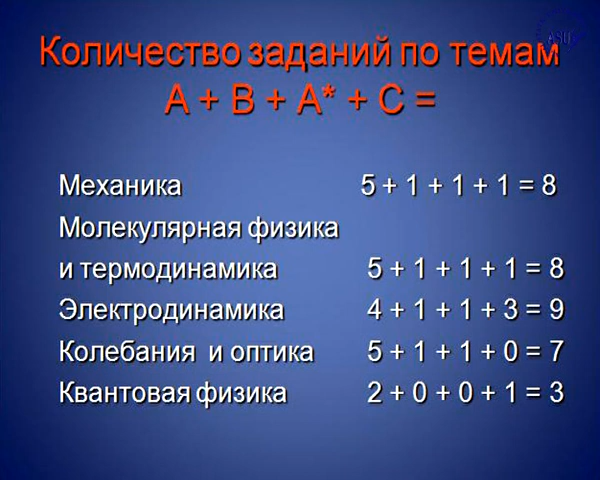 Количество заданий по темам
А + В + А* + С =
Механика 5 + 1 + 1 + 1 = 8
Молекулярная физика
и термодинамика 5 + 1 + 1 + 1 = 8
Электродинамика 4 + 1 + 1 + 3 = 9
Колебания и оптика 5 + 1 + 1 + 0 = 7
Квантовая физика 2 + 0 + 0 + 1 = 3